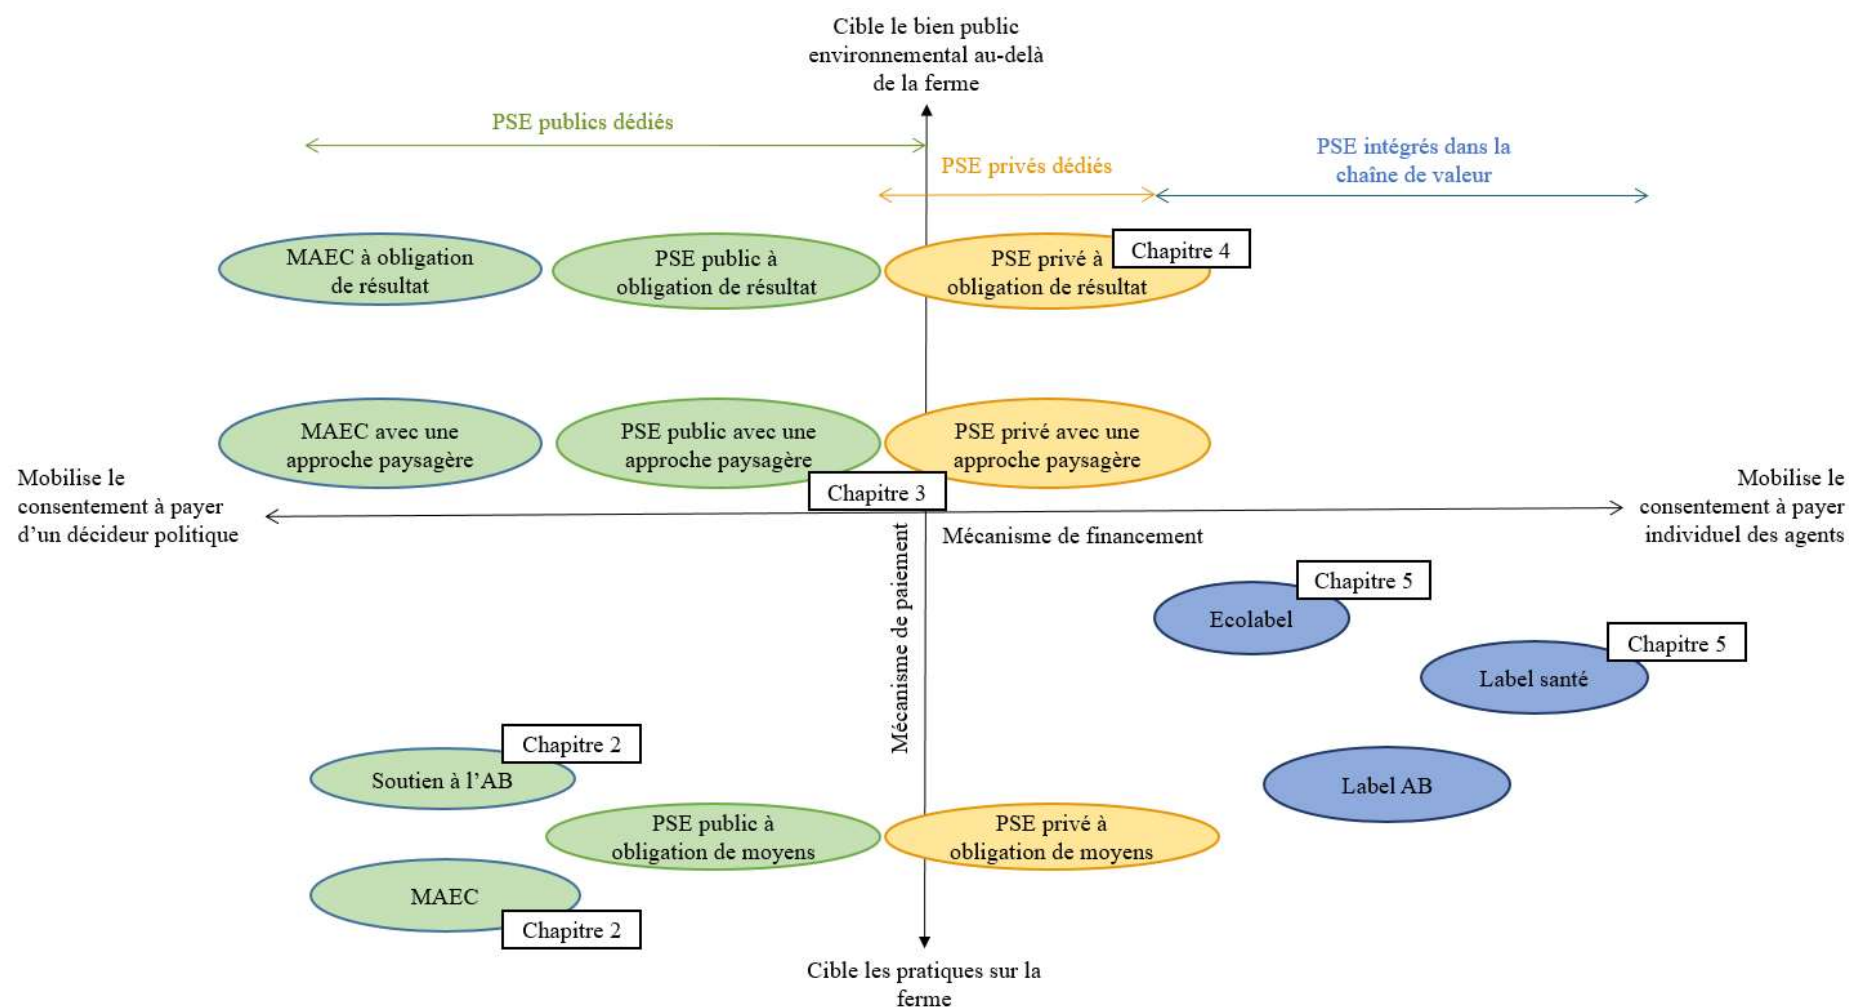 Cible le bien public
environnemental au-delà
de la ferme
PSE publics dédiés
PSE privés dédiés
PSE intégrés dans la
chaîne de valeur
MAEC à obligation
de résultat
PSE public à
obligation de résultat
PSE privé à
obligation de résultat
Chapitre 4
MAEC avec une
approche paysagère
PSE public avec une
approche paysagère
PSE privé avec une
approche paysagère
Chapitre 3
Mobilise le
consentement à payer
d’un décideur politique
Mobilise le
consentement à payer
individuel des agents
Mécanisme de financement
Mécanisme de paiement
Chapitre 5
Ecolabel
Chapitre 5
Label santé
Chapitre 2
Soutien à l’AB
Label AB
PSE public à
obligation de moyens
PSE privé à
obligation de moyens
MAEC
Chapitre 2
Cible les pratiques sur la
ferme